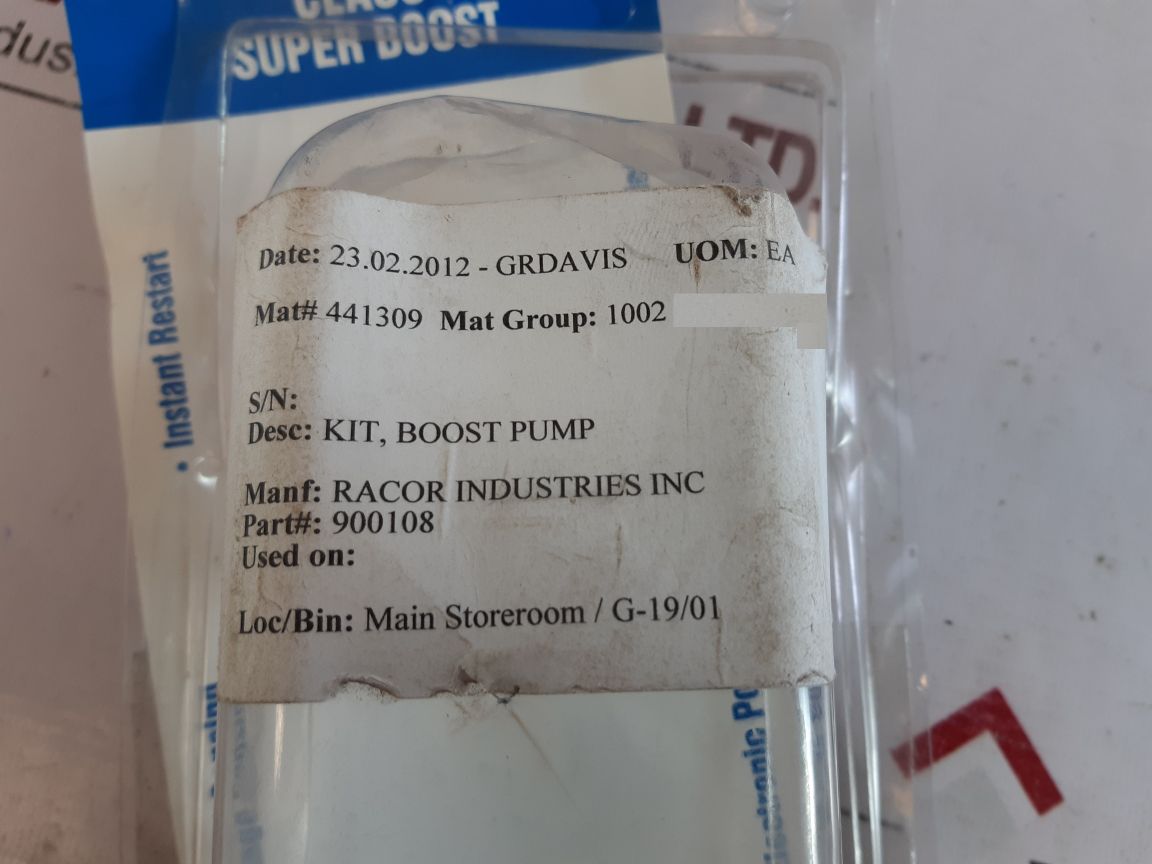 SUPER BOOST
LTD.
Date: 23.02.2012 - GRDAVIS UOM: EA
Mat# 441309 Mat Group: 1002
• Instant Restart
S/N:
Desc: KIT, BOOST PUMP
Manf: RACOR INDUSTRIES INC
Part#: 900108
Used on:
Loc/Bin: Main Storeroom / G-19/01